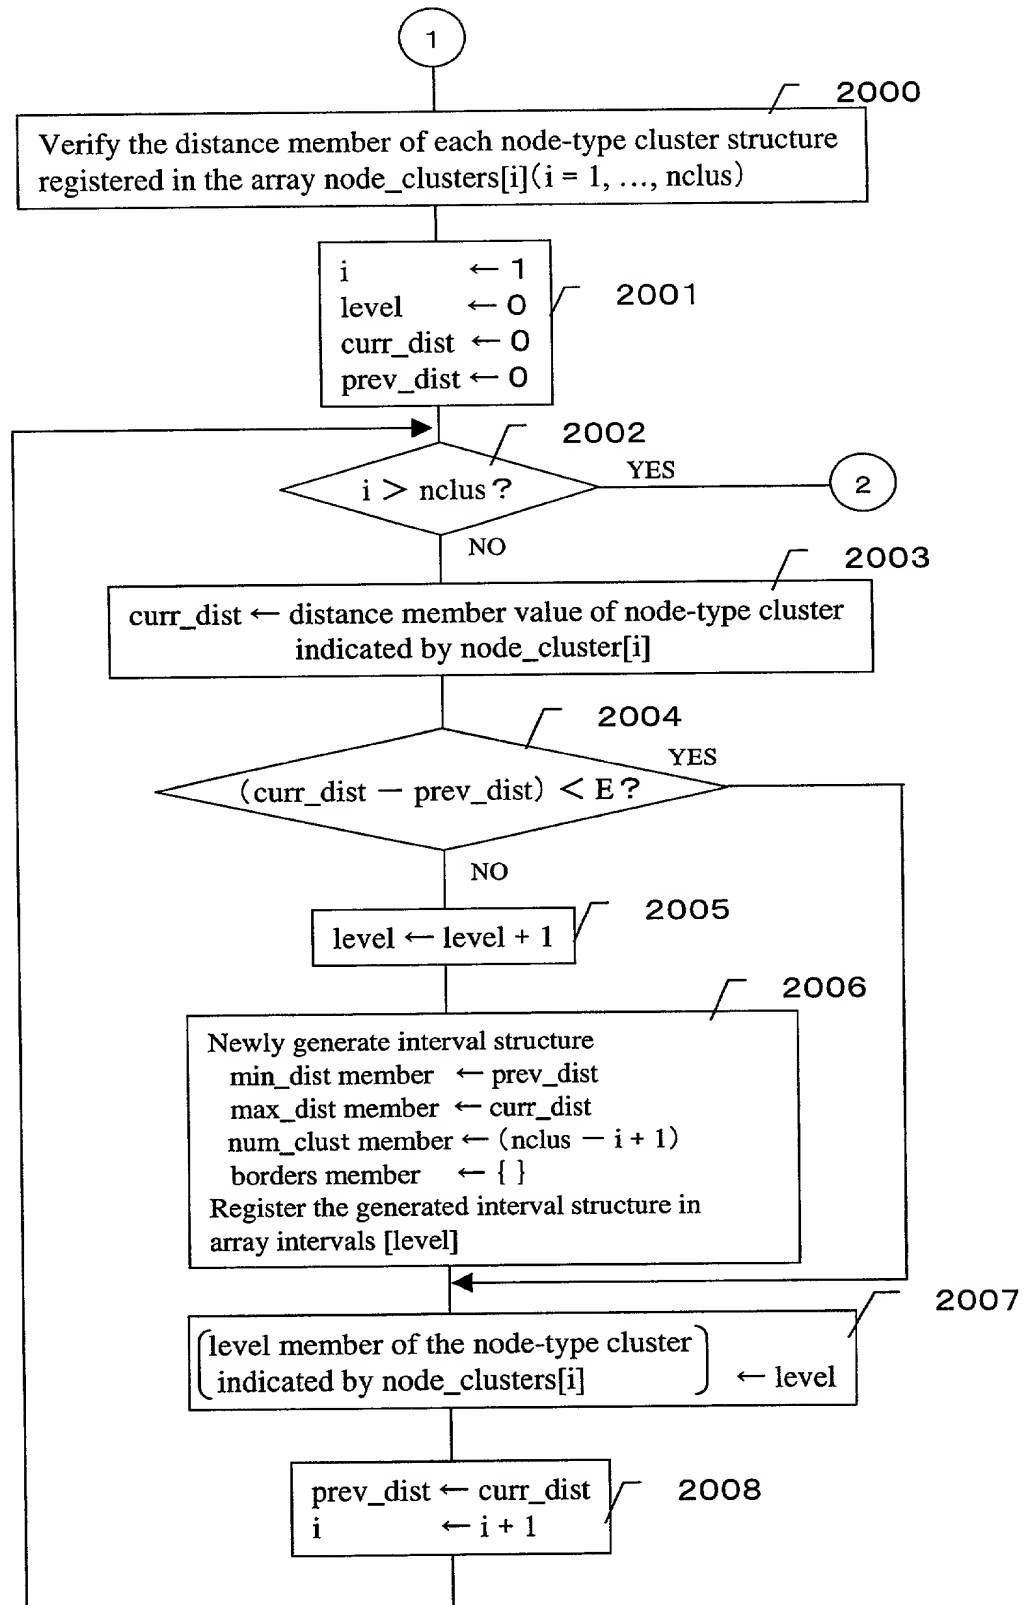 1
2000
Verify the distance member of each node-type cluster structure
registered in the array node_clusters[i](i = 1, ..., nclus)
i ← 1
level ← 0
curr_dist ← 0
prev_dist ← 0
2001
2002
i > nclus ?
YES
2
NO
2003
curr_dist ← distance member value of node-type cluster
indicated by node_cluster[i]
2004
YES
(curr_dist − prev_dist) < E ?
NO
2005
level ← level + 1
2006
Newly generate interval structure
min_dist member ← prev_dist
max_dist member ← curr_dist
num_clust member ← (nclus − i + 1)
borders member ← { }
Register the generated interval structure in
array intervals [level]
2007
level member of the node-type cluster
indicated by node_clusters[i] ← level
2008
prev_dist ← curr_dist
i ← i + 1